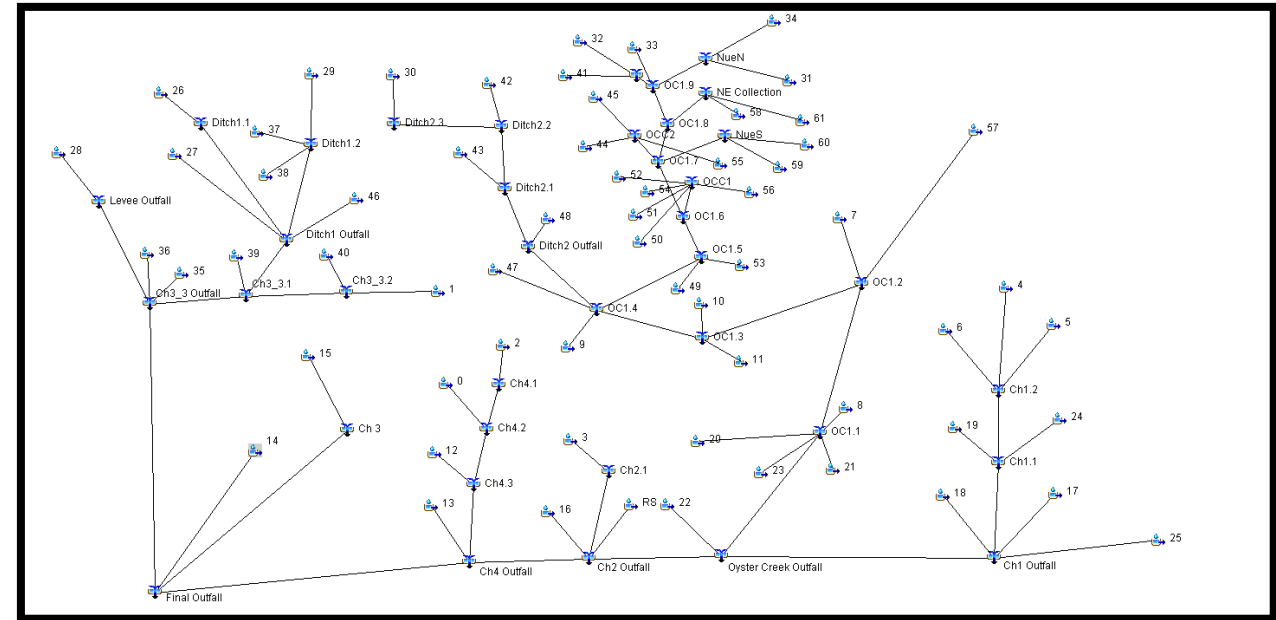 34
32
33
NueN
41
31
OC1.9
29
30
42
26
45
NE Collection
58
61
OC1.8
Ditch1.1
37
Ditch1.2
Ditch2.3
Ditch2.2
OCC2
NueS
57
60
44
28
27
43
OC1.7
55
59
38
52
OCC1
Ditch2.1
54
56
Levee Outfall
46
51
OC1.6
48
7
Ditch1 Outfall
50
Ditch2 Outfall
36
39
40
OC1.5
53
35
47
Ch3_3.1
Ch3_3.2
1
49
OC1.2
4
Ch3_3 Outfall
10
OC1.4
6
5
OC1.3
9
2
15
11
0
Ch4.1
Ch1.2
8
24
Ch 3
Ch4.2
19
14
3
20
OC1.1
12
Ch1.1
Ch2.1
23
21
Ch4.3
18
17
13
16
RS
22
25
Ch4 Outfall
Ch2 Outfall
Oyster Creek Outfall
Ch1 Outfall
Final Outfall